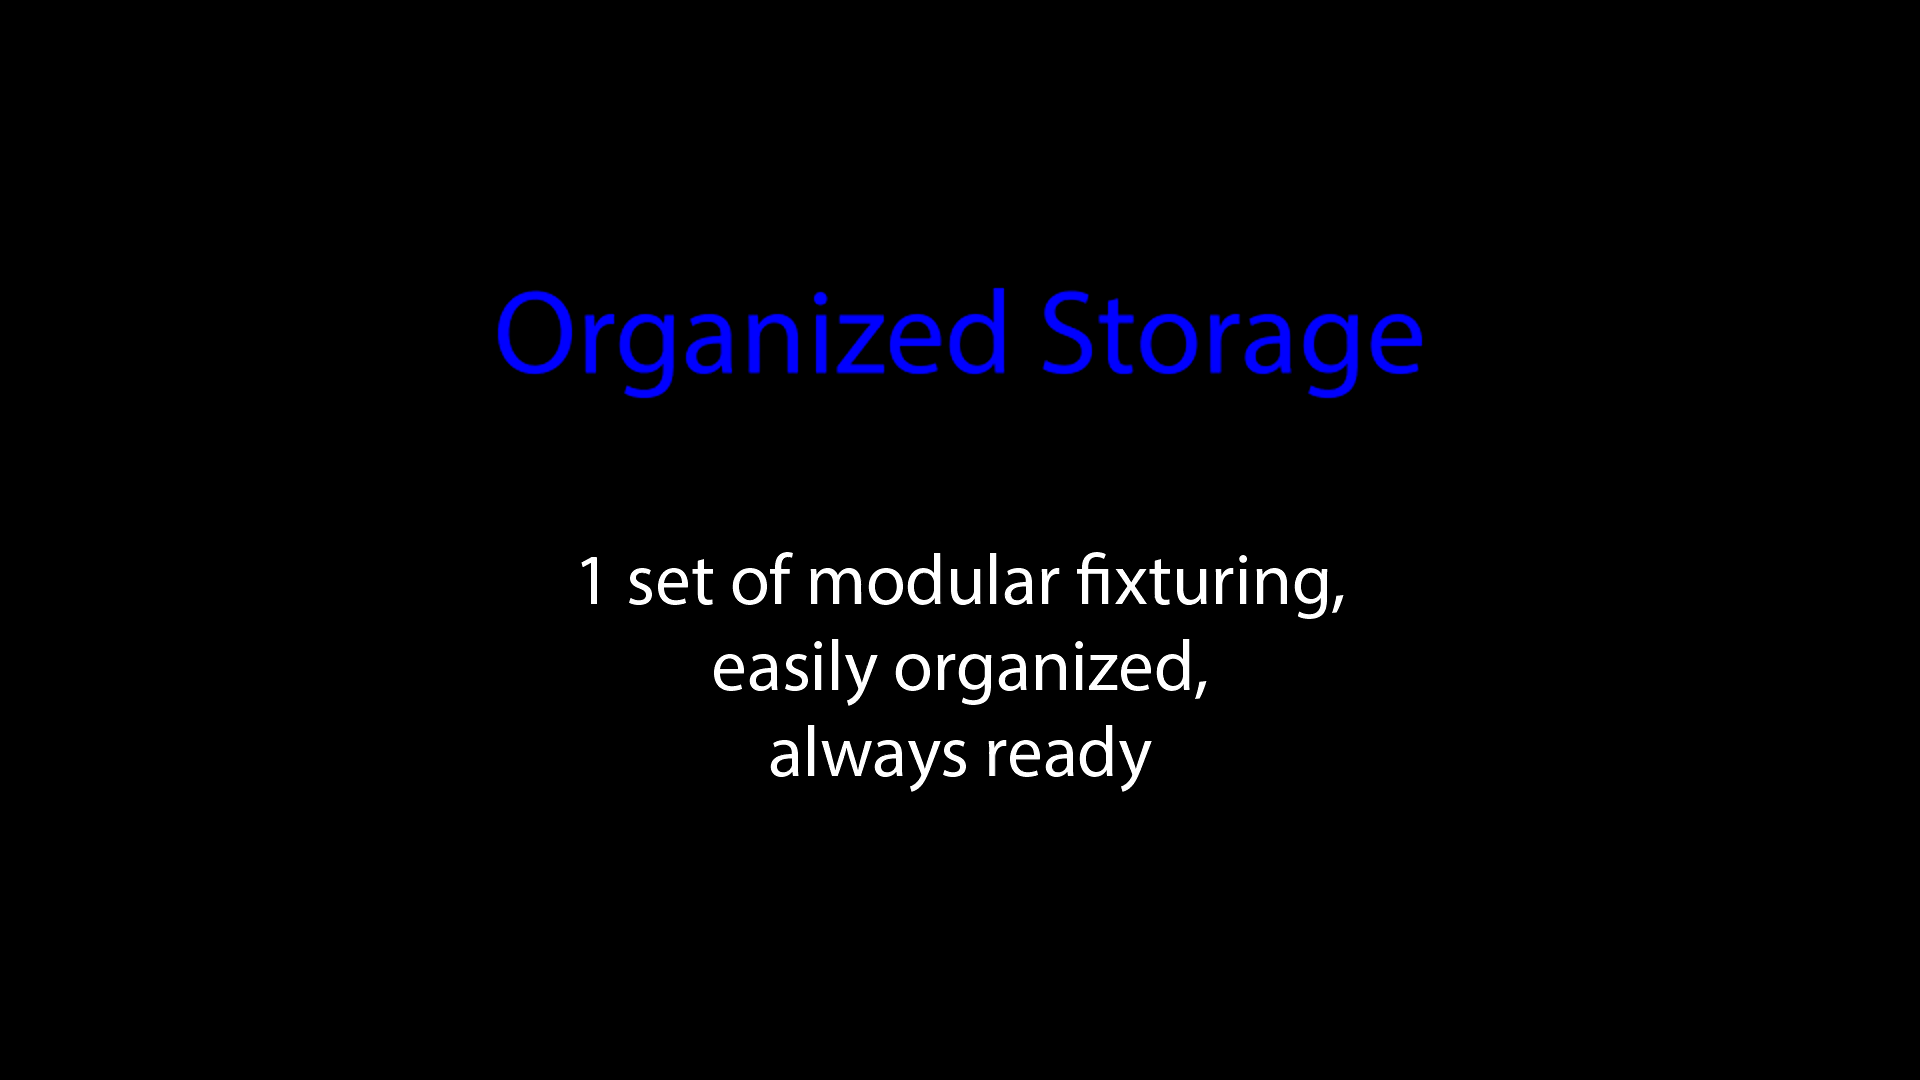 Organized Storage
1 set of modular fixturing,
easily organized,
always ready